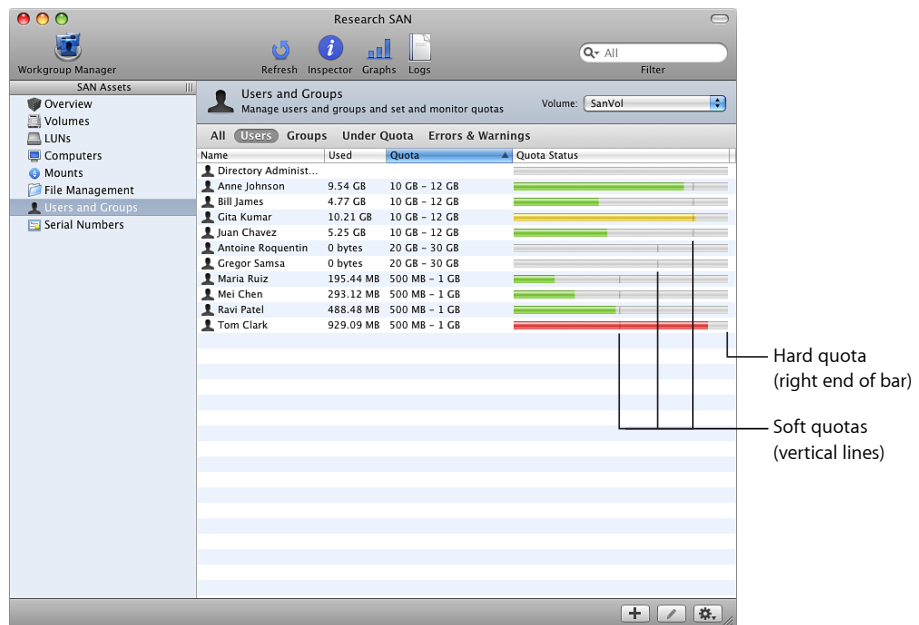 Research SAN
Workgroup Manager
Refresh Inspector Graphs Logs
All
Filter
SAN Assets
Overview
Volumes
LUNs
Computers
Mounts
File Management
Users and Groups
Serial Numbers
Users and Groups
Manage users and groups and set and monitor quotas
Volume: SanVol
All Users Groups Under Quota Errors & Warnings
Name Used Quota Quota Status
Directory Administ...
Anne Johnson 9.54 GB 10 GB – 12 GB
Bill James 4.77 GB 10 GB – 12 GB
Gita Kumar 10.21 GB 10 GB – 12 GB
Juan Chavez 5.25 GB 10 GB – 12 GB
Antoine Roquentin 0 bytes 20 GB – 30 GB
Gregor Samsa 0 bytes 20 GB – 30 GB
Maria Ruiz 195.44 MB 500 MB – 1 GB
Mei Chen 293.12 MB 500 MB – 1 GB
Ravi Patel 488.48 MB 500 MB – 1 GB
Tom Clark 929.09 MB 500 MB – 1 GB
Hard quota
(right end of bar)
Soft quotas
(vertical lines)